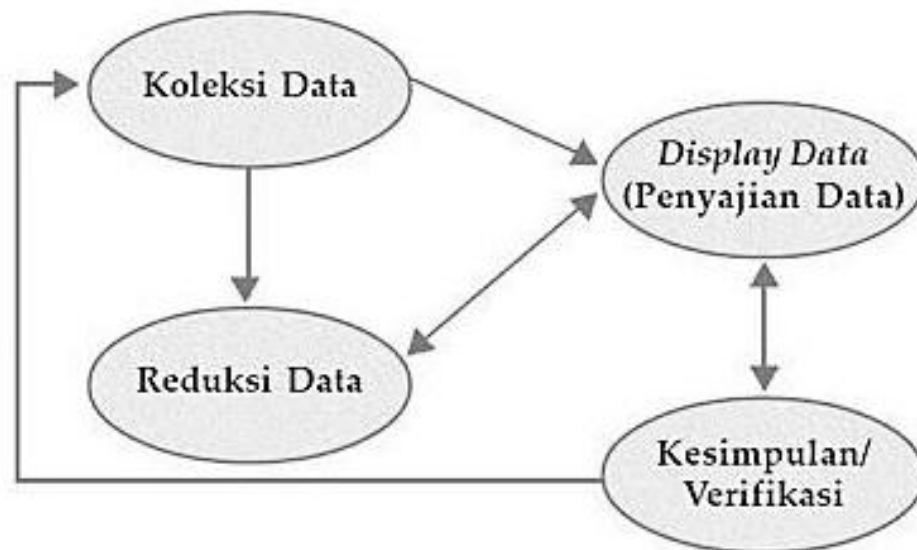 Koleksi Data
Display Data
(Penyajian Data)
Reduksi Data
Kesimpulan/
Verifikasi